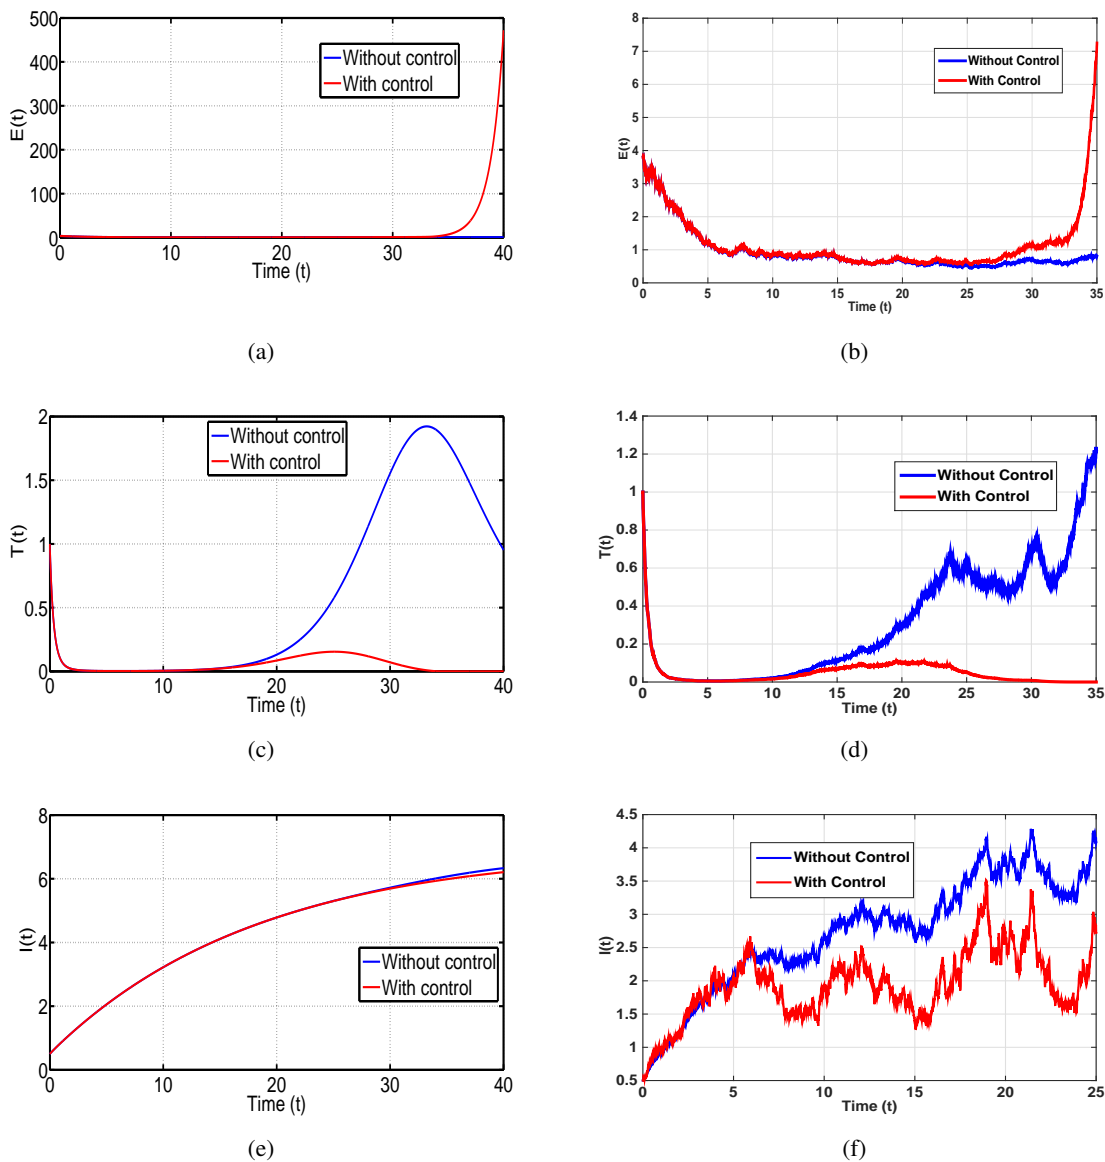 500
400
300
200
100
0
E(t)
0
10
20
30
40
Time (t)
Without control
With control
(a)
8
7
6
5
4
3
2
1
0
E(t)
0
5
10
15
20
25
30
35
Time (t)
Without Control
With Control
(b)
2
1.5
1
0.5
0
T(t)
0
10
20
30
40
Time (t)
Without control
With control
(c)
1.4
1.2
1
0.8
0.6
0.4
0.2
0
T(t)
0
5
10
15
20
25
30
35
Time (t)
Without Control
With Control
(d)
8
6
4
2
0
I(t)
0
10
20
30
40
Time (t)
Without control
With control
(e)
4.5
4
3.5
3
2.5
2
1.5
1
0.5
I(t)
0
5
10
15
20
25
Time (t)
Without Control
With Control
(f)